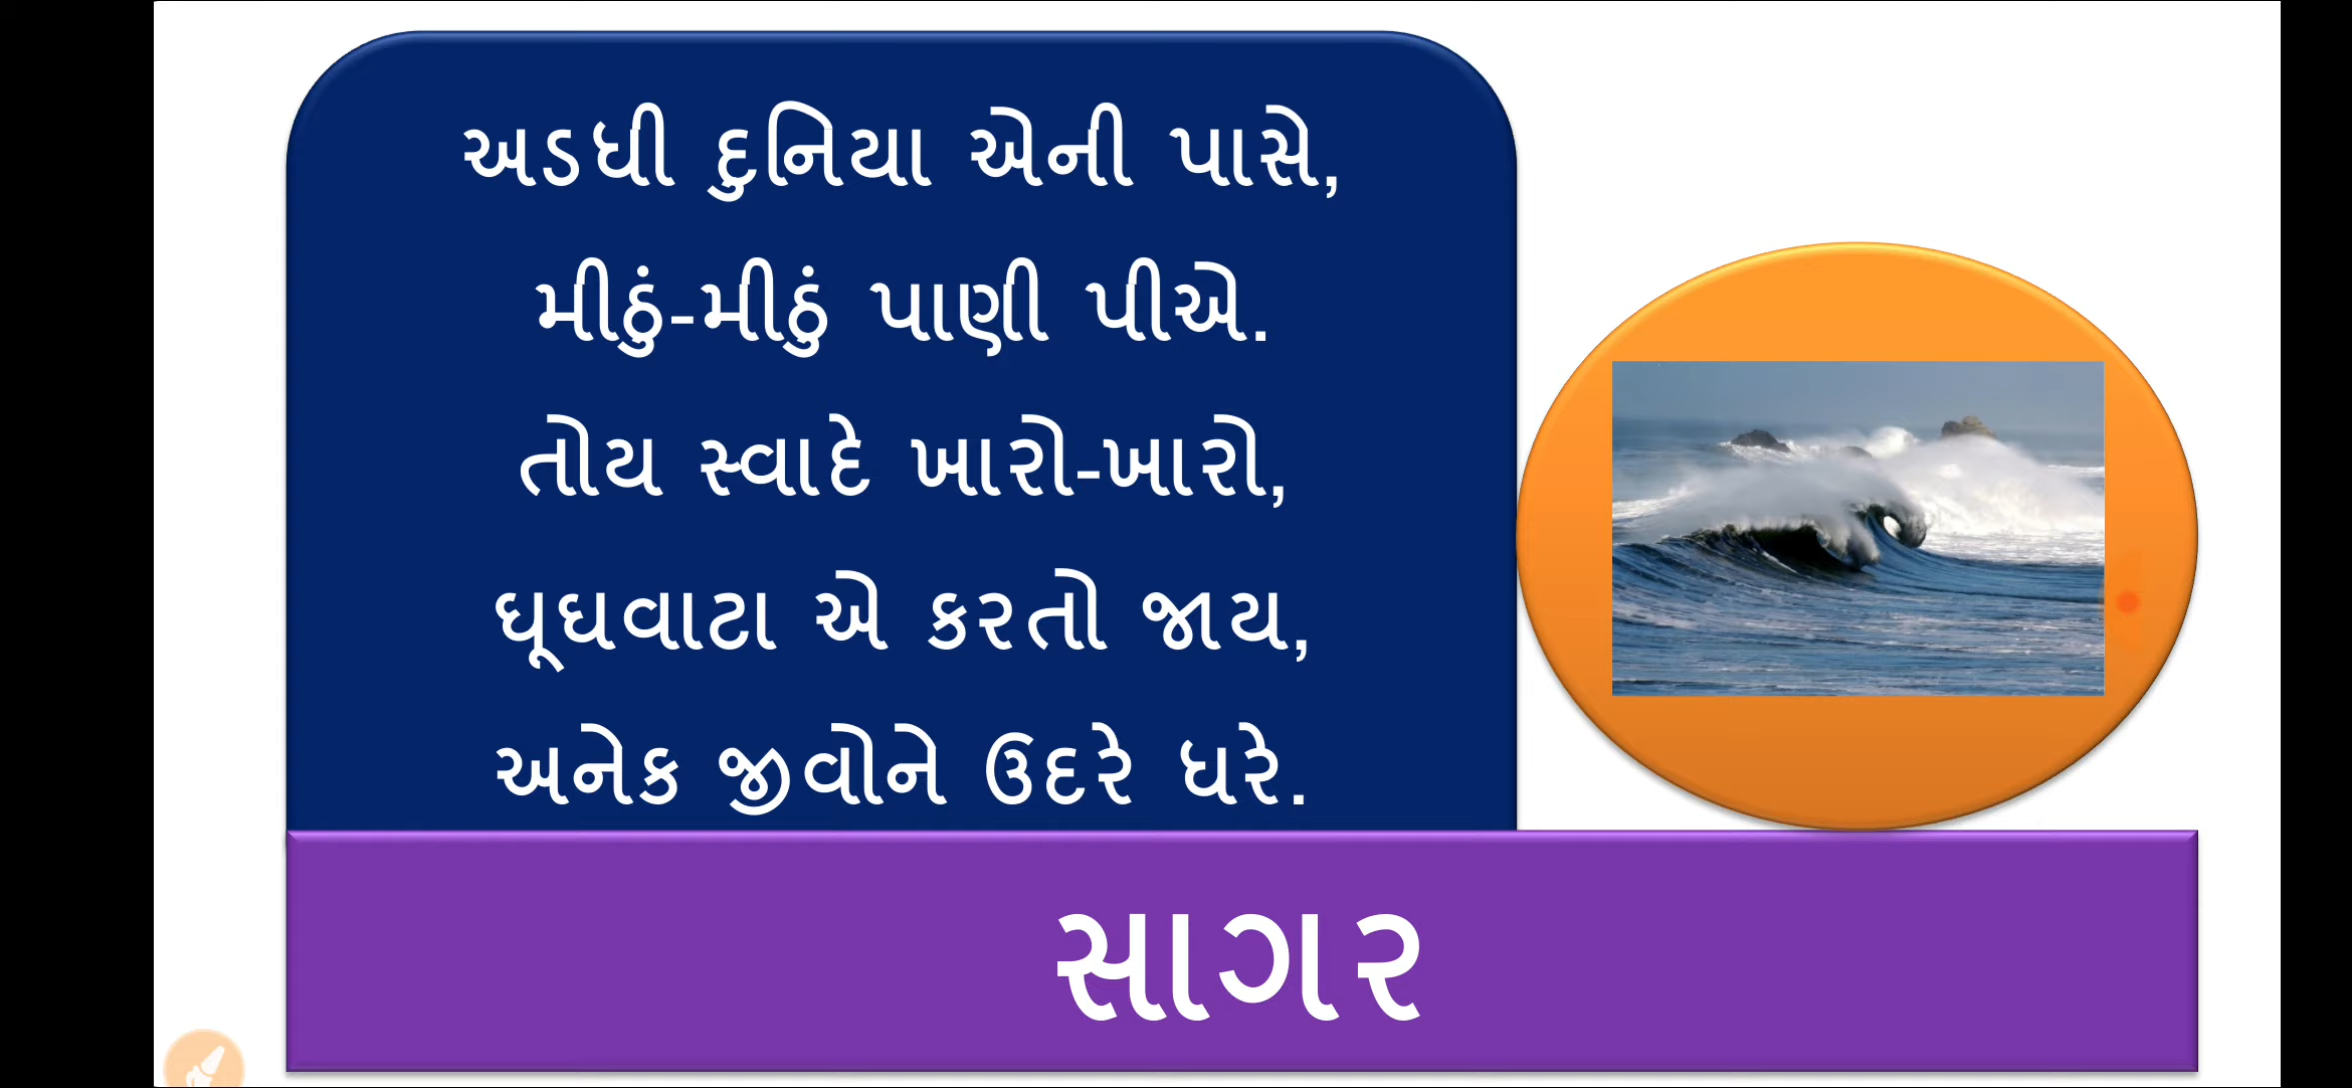 અડધી દુનિયા એની પાસે,
મીઠું-મીઠું પાણી પીએ.
તોય સ્વાદે ખારો-ખારો,
ઘૂઘવાટા એ કરતો જાય,
અનેક જીવોને ઉદરે ધરે.
સાગર